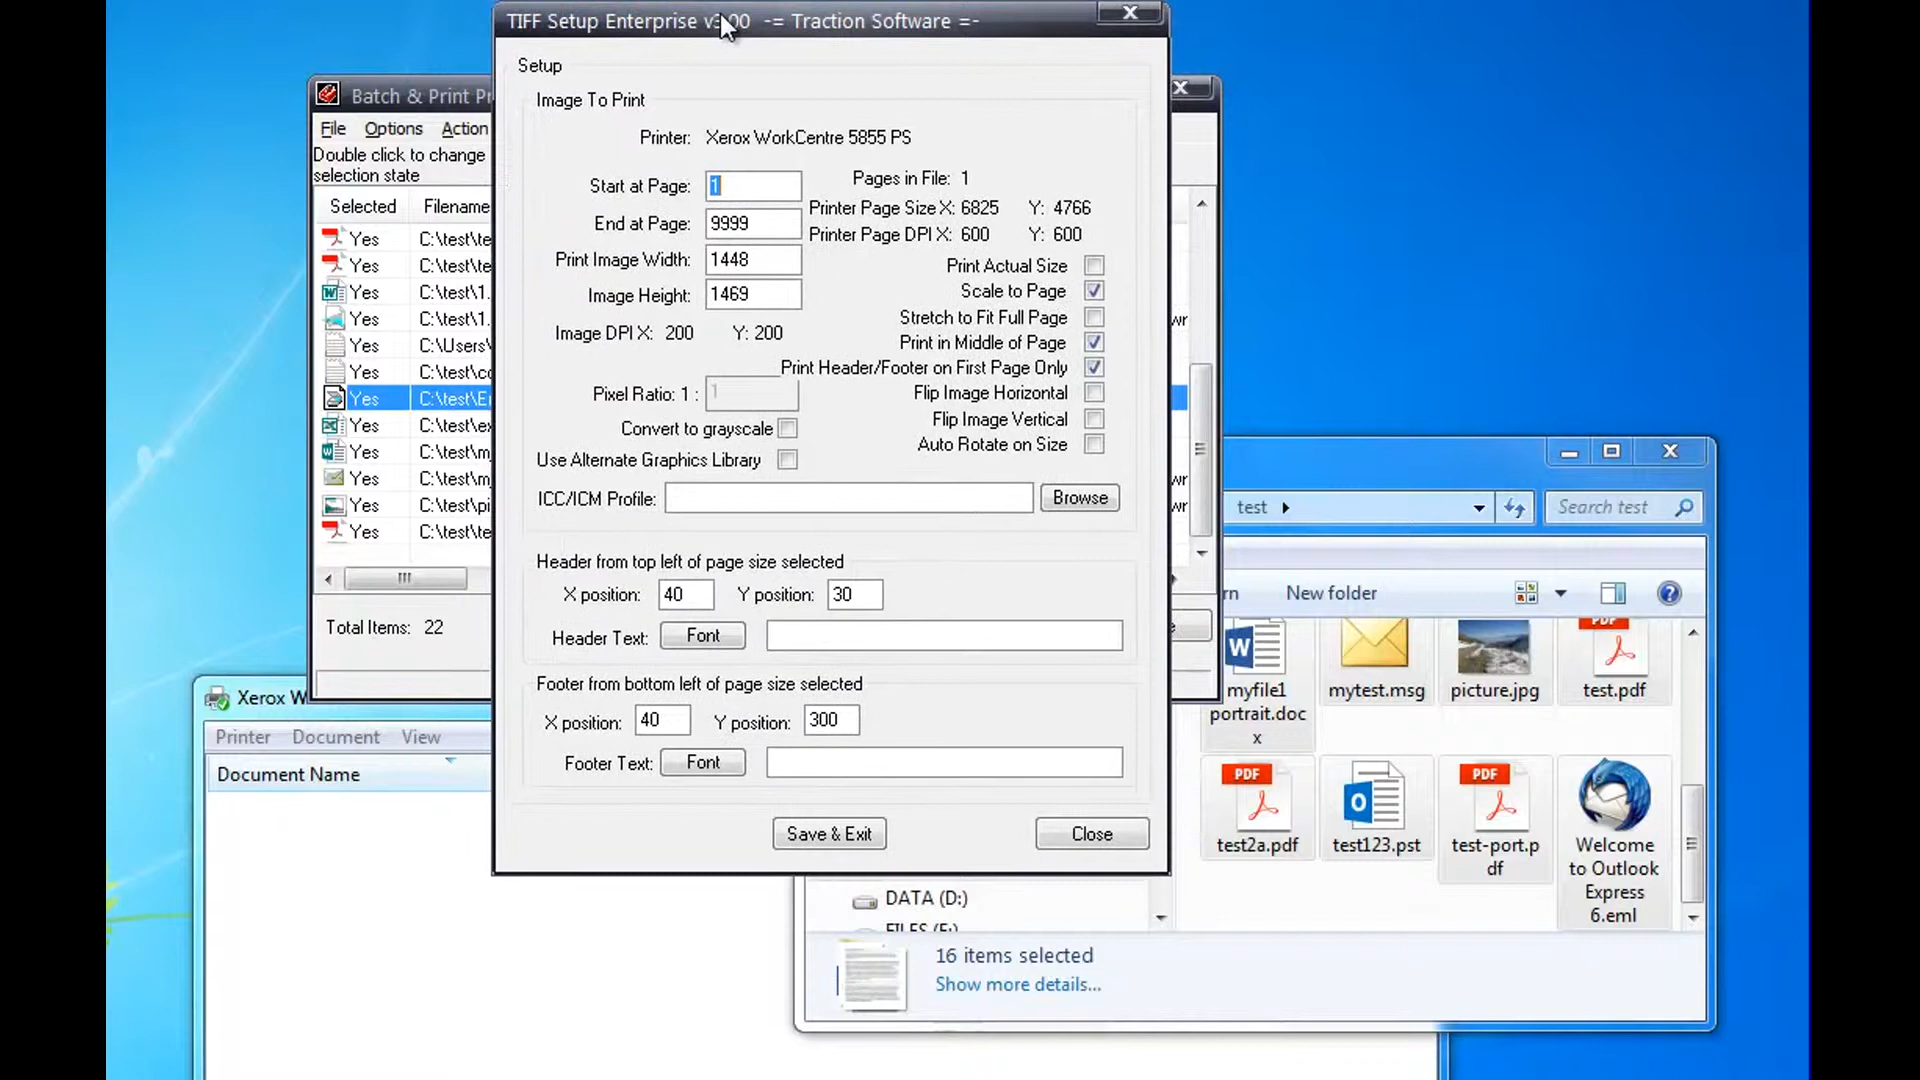 TIFF Setup Enterprise v3.00 -= Traction Software =-
Setup
Image To Print
Printer: Xerox WorkCentre 5855 PS
Start at Page: 1
Pages in File: 1
End at Page: 9999
Printer Page Size X: 6825 Y: 4766
Printer Page DPI X: 600 Y: 600
Print Image Width: 1448
Print Actual Size
Image Height: 1469
Scale to Page
Image DPI X: 200 Y: 200
Stretch to Fit Full Page
Print in Middle of Page
Print Header/Footer on First Page Only
Pixel Ratio: 1 : 1
Flip Image Horizontal
Convert to grayscale
Flip Image Vertical
Use Alternate Graphics Library
Auto Rotate on Size
ICC/ICM Profile:
Browse
Header from top left of page size selected
X position: 40 Y position: 30
Header Text: Font
Footer from bottom left of page size selected
X position: 40 Y position: 300
Footer Text: Font
Save & Exit
Close
Batch & Print Pr
File Options Action
Double click to change
selection state
Selected Filename
Yes C:\test\te
Yes C:\test\te
Yes C:\test\1.
Yes C:\test\1.
Yes C:\Users\
Yes C:\test\co
Yes C:\test\Er
Yes C:\test\ex
Yes C:\test\m
Yes C:\test\m
Yes C:\test\pi
Yes C:\test\te
wr
wr
wr
Total Items: 22
e
Xerox W
Printer Document View
Document Name
test
Search test
rn
New folder
myfile1
portrait.doc
x
mytest.msg
picture.jpg
PDF
test.pdf
PDF
test2a.pdf
test123.pst
PDF
test-port.p
df
Welcome
to Outlook
Express
6.eml
DATA (D:)
16 items selected
Show more details...